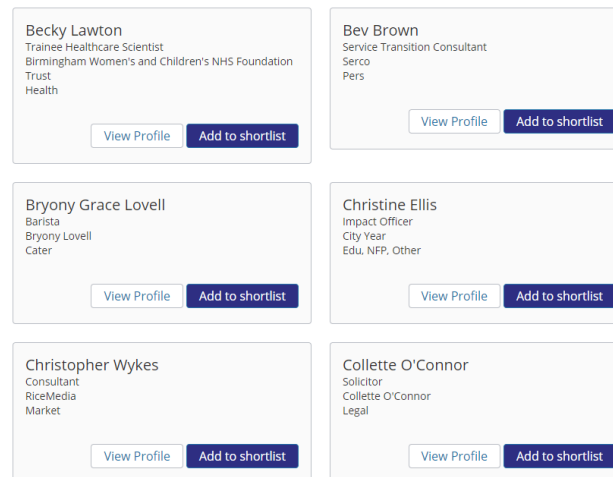 Becky Lawton
Trainee Healthcare Scientist
Birmingham Women's and Children's NHS Foundation
Trust
Health
View Profile
Add to shortlist
Bev Brown
Service Transition Consultant
Serco
Pers
View Profile
Add to shortlist
Bryony Grace Lovell
Barista
Bryony Lovell
Cater
View Profile
Add to shortlist
Christine Ellis
Impact Officer
City Year
Edu, NFP, Other
View Profile
Add to shortlist
Christopher Wykes
Consultant
RiceMedia
Market
View Profile
Add to shortlist
Collette O'Connor
Solicitor
Collette O'Connor
Legal
View Profile
Add to shortlist